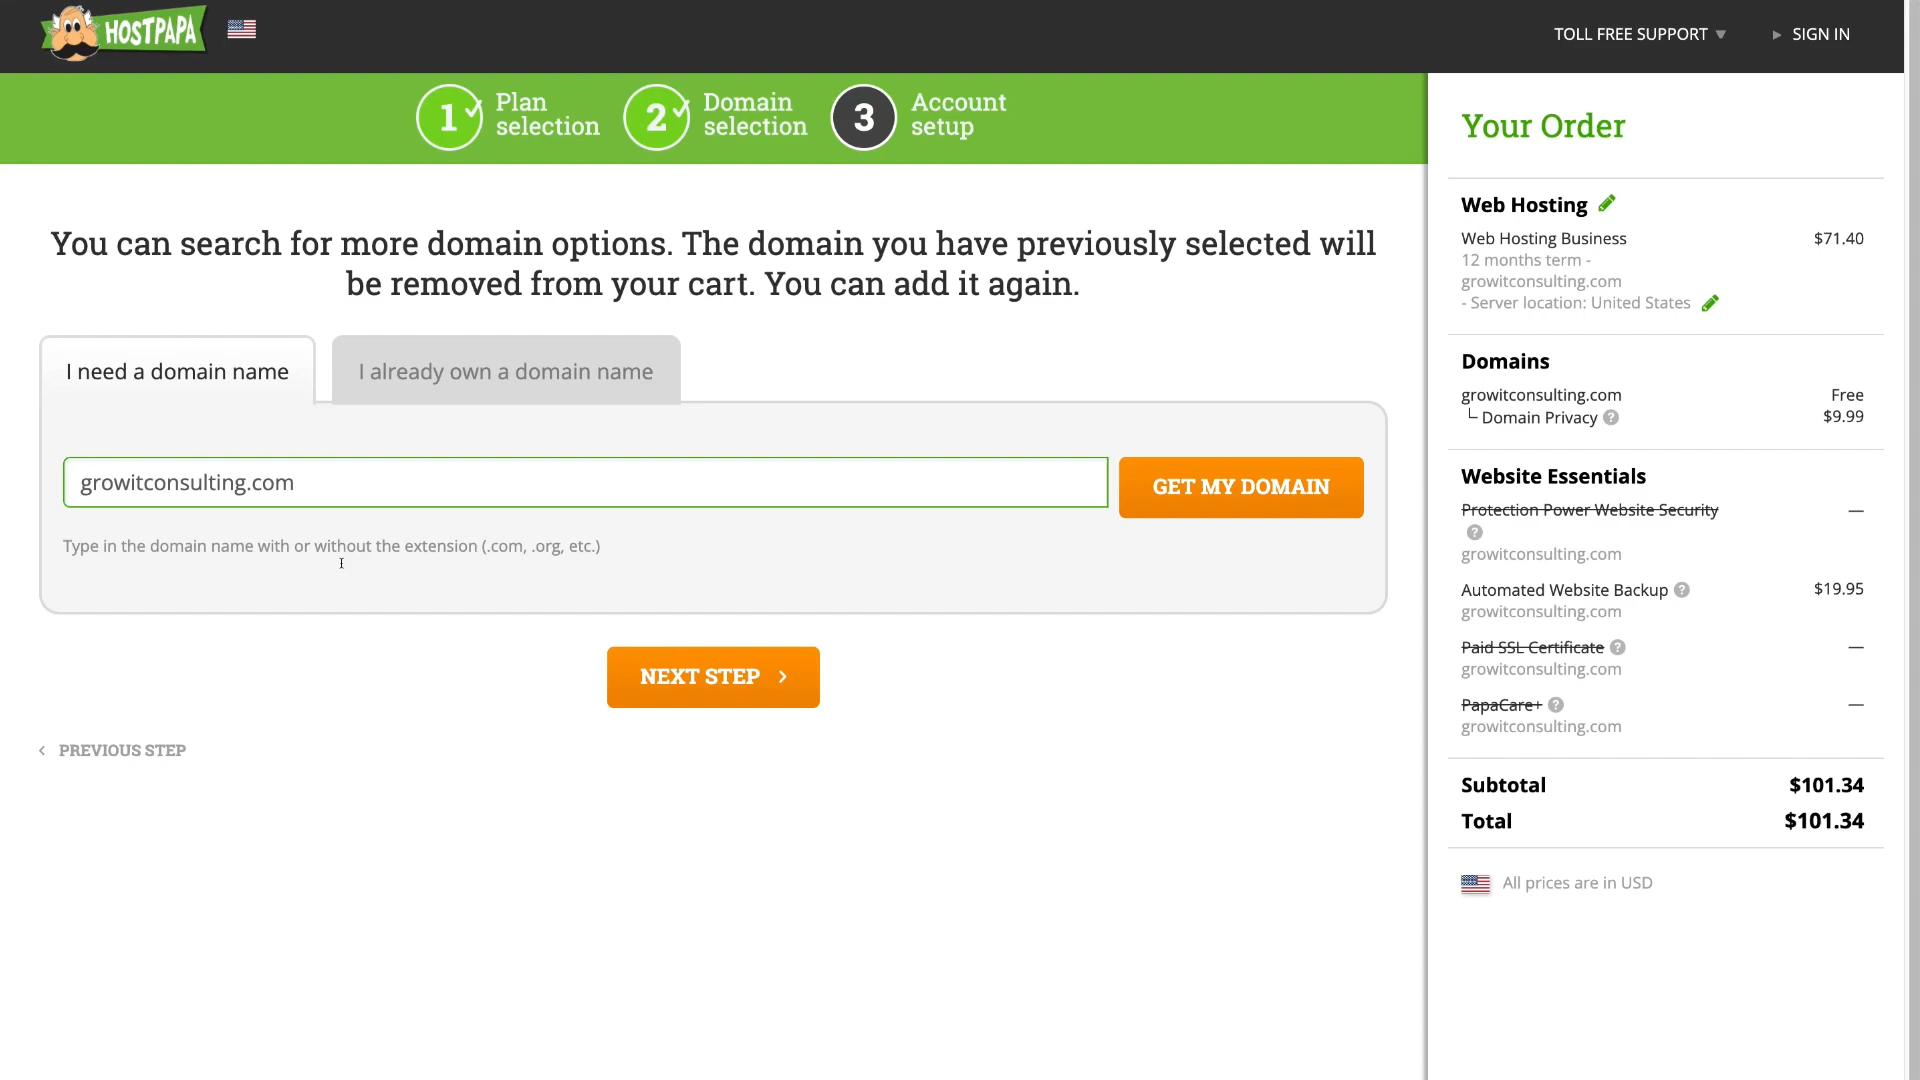 HOSTPAPA
TOLL FREE SUPPORT
SIGN IN
1 Plan selection
2 Domain selection
3 Account setup
You can search for more domain options. The domain you have previously selected will
be removed from your cart. You can add it again.
I need a domain name
I already own a domain name
growitconsulting.com
GET MY DOMAIN
Type in the domain name with or without the extension (.com, .org, etc.)
NEXT STEP
PREVIOUS STEP
Your Order
Web Hosting
Web Hosting Business $71.40
12 months term -
growitconsulting.com
- Server location: United States
Domains
growitconsulting.com Free
Domain Privacy ? $9.99
Website Essentials
Protection Power Website Security —
?
growitconsulting.com
Automated Website Backup ? $19.95
growitconsulting.com
Paid SSL Certificate ? —
growitconsulting.com
PapaCare+ ? —
growitconsulting.com
Subtotal $101.34
Total $101.34
All prices are in USD